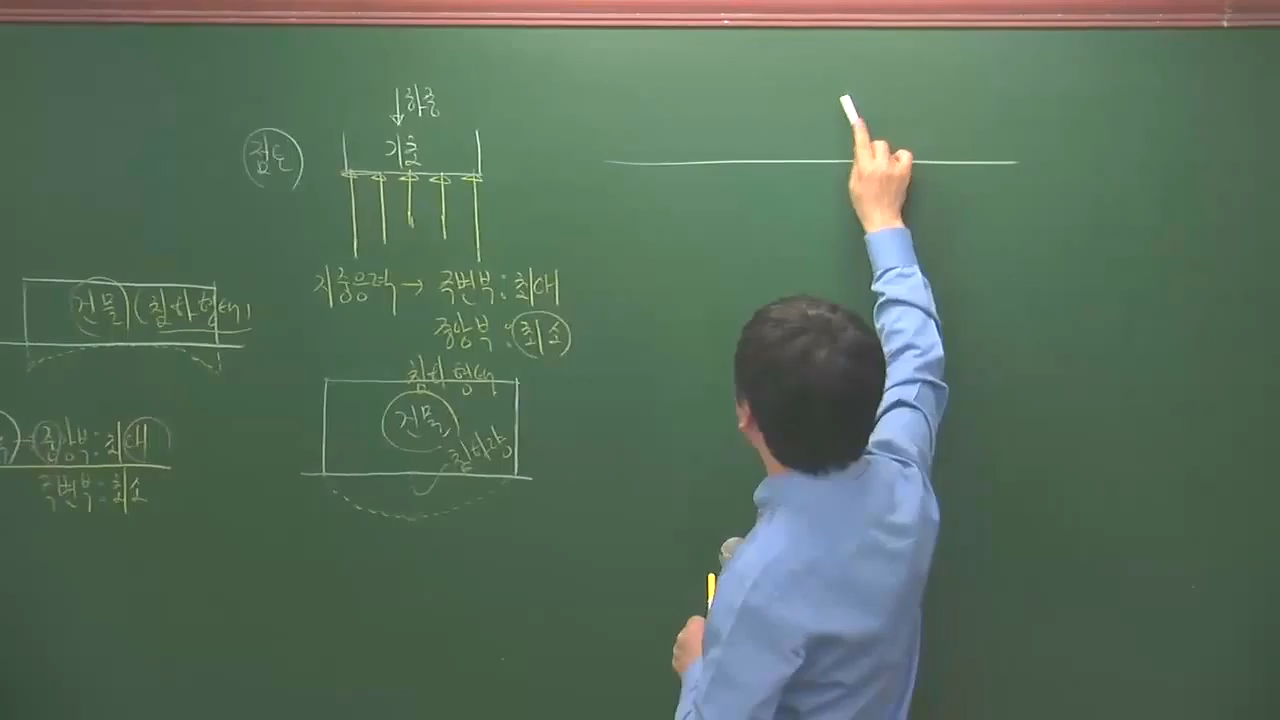 하중
점토
기초
지중응력 → 주변부 : 최대
중앙부 : 최소
건물 (침하형태)
침하형태
건물
침하량
중앙부 : 최대
주변부 : 최소